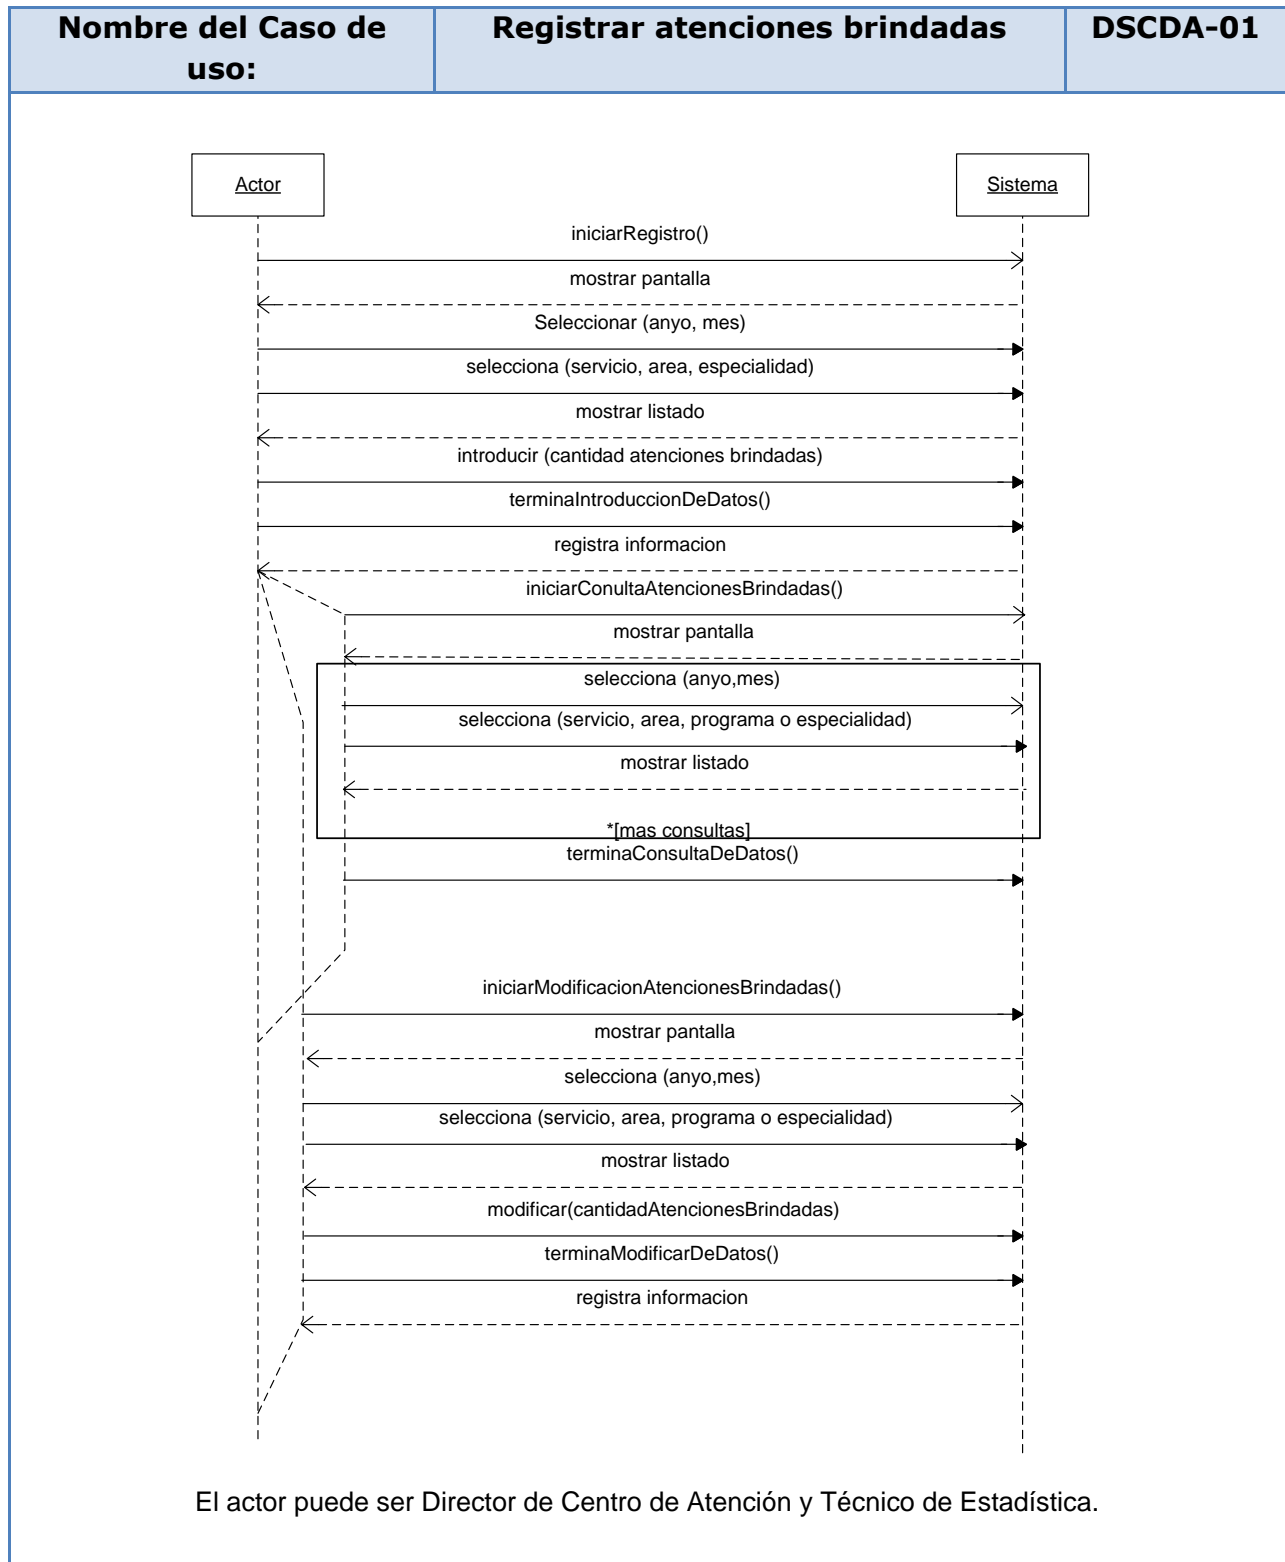 Nombre del Caso de
uso:
Registrar atenciones brindadas
DSCDA-01
Actor
Sistema
iniciarRegistro()
mostrar pantalla
Seleccionar (anyo, mes)
selecciona (servicio, area, especialidad)
mostrar listado
introducir (cantidad atenciones brindadas)
terminaIntroduccionDeDatos()
registra informacion
iniciarConultaAtencionesBrindadas()
mostrar pantalla
selecciona (anyo,mes)
selecciona (servicio, area, programa o especialidad)
mostrar listado
*[mas consultas]
terminaConsultaDeDatos()
iniciarModificacionAtencionesBrindadas()
mostrar pantalla
selecciona (anyo,mes)
selecciona (servicio, area, programa o especialidad)
mostrar listado
modificar(cantidadAtencionesBrindadas)
terminaModificarDeDatos()
registra informacion
El actor puede ser Director de Centro de Atención y Técnico de Estadística.